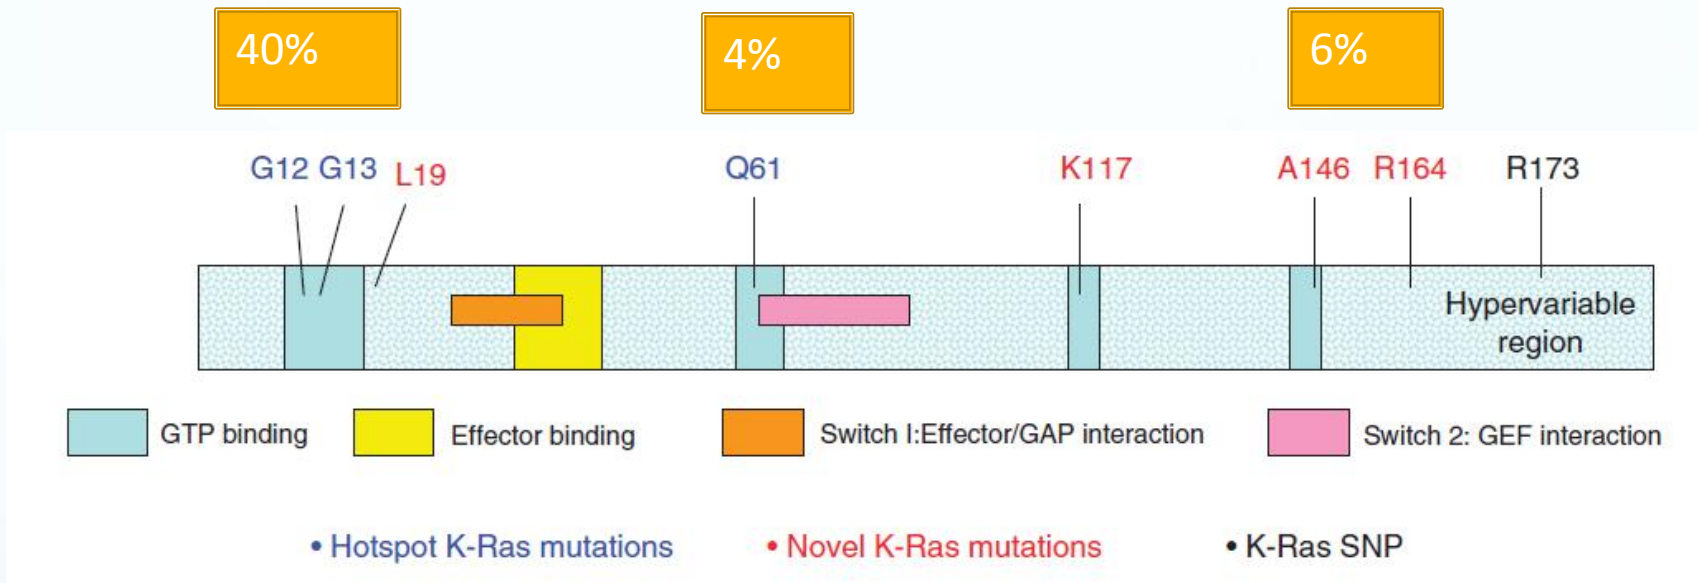 40%
4%
6%
G12 G13 L19 Q61 K117 A146 R164 R173
Hypervariable
region
GTP binding
Effector binding
Switch I:Effector/GAP interaction
Switch 2: GEF interaction
• Hotspot K-Ras mutations
• Novel K-Ras mutations
• K-Ras SNP